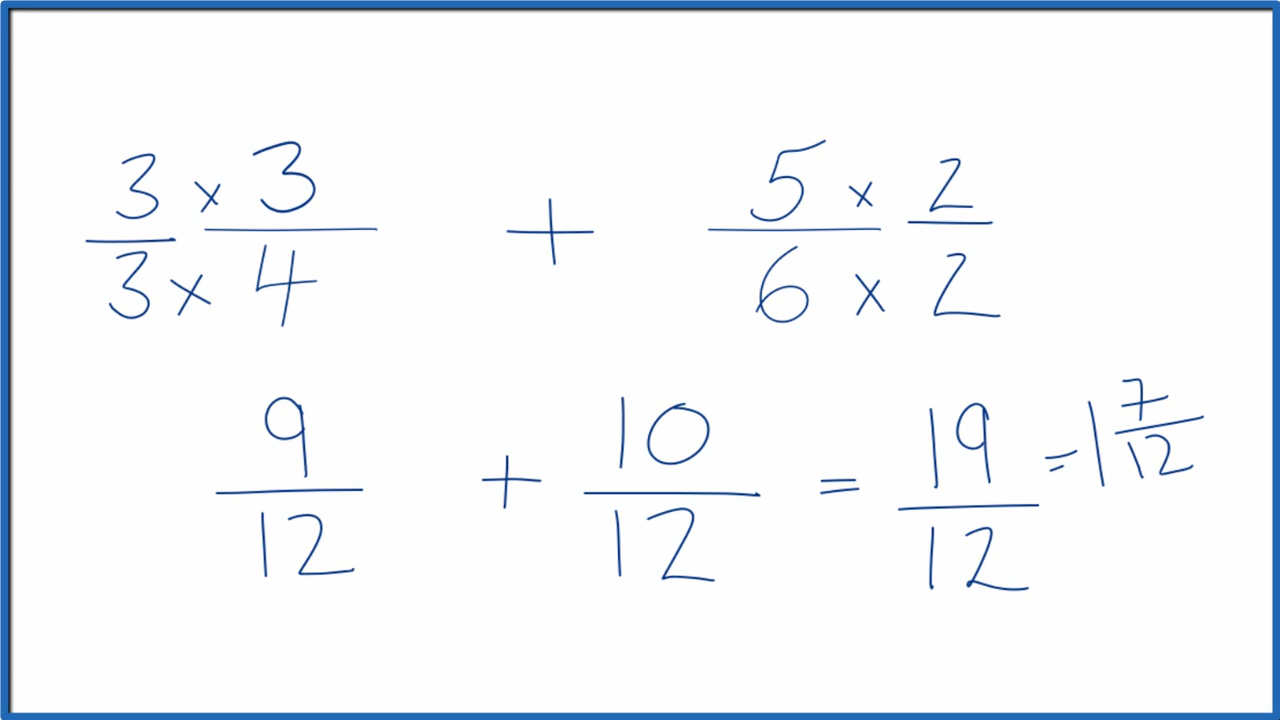 3 × 3 + 5 × 2
3 × 4 6 × 2
9 10 19 = 1 7/12
+ =
12 12 12